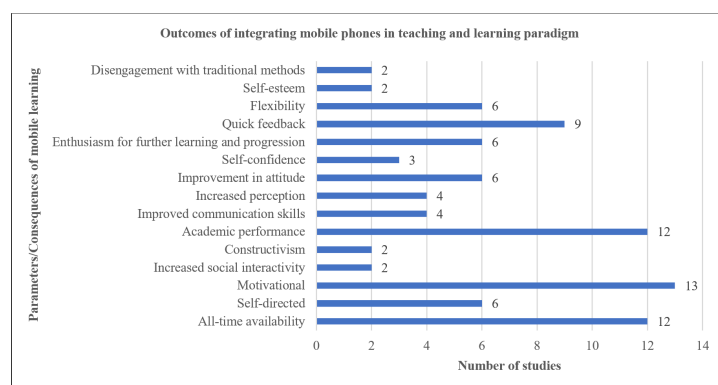 Outcomes of integrating mobile phones in teaching and learning paradigm
Parameters/Consequences of mobile learning
Disengagement with traditional methods 2
Self-esteem 2
Flexibility 6
Quick feedback 9
Enthusiasm for further learning and progression 6
Self-confidence 3
Improvement in attitude 6
Increased perception 4
Improved communication skills 4
Academic performance 12
Constructivism 2
Increased social interactivity 2
Motivational 13
Self-directed 6
All-time availability 12
0 2 4 6 8 10 12 14
Number of studies